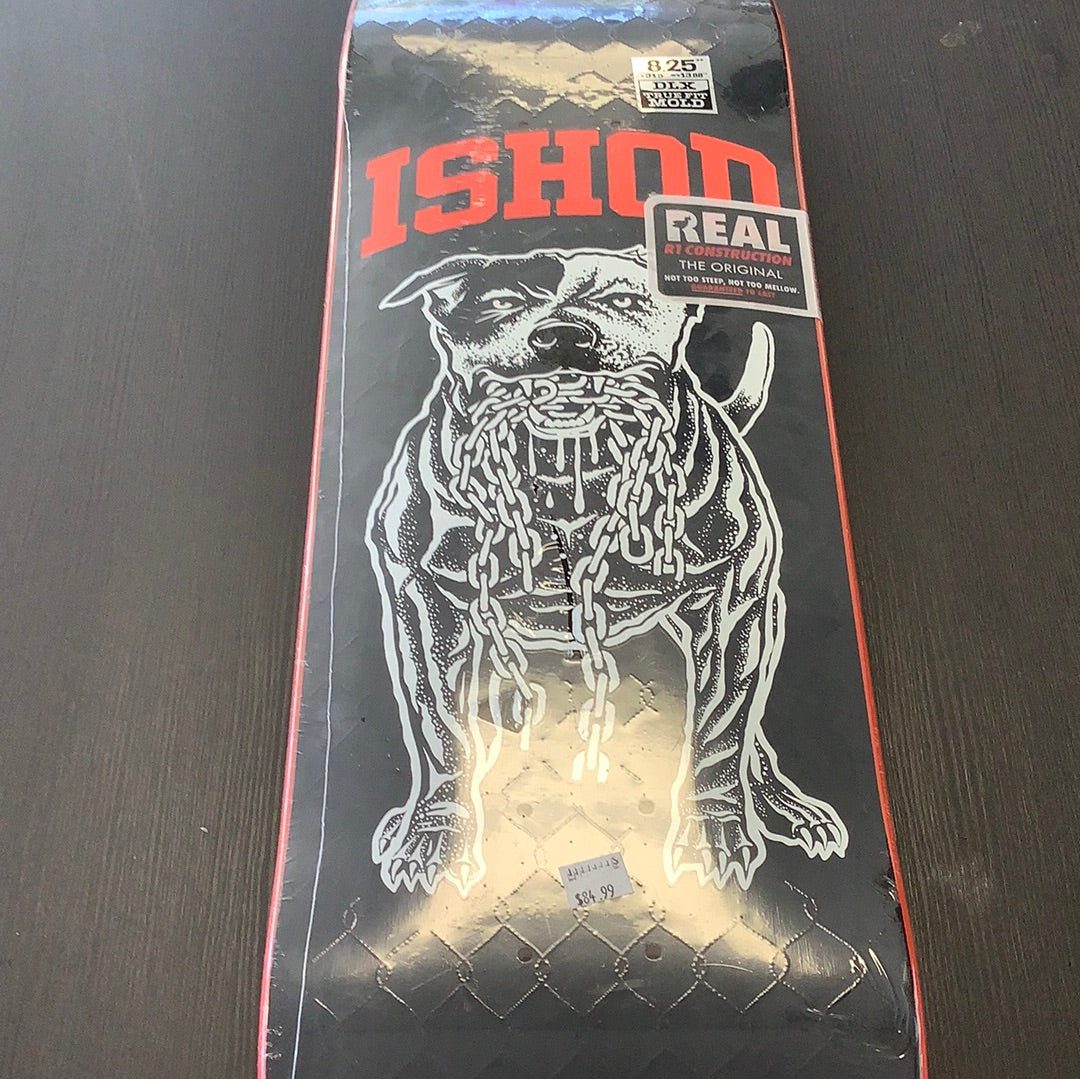 8.25"
DLX
TRUE FIT
MOLD
ISHOD
REAL
R1 CONSTRUCTION
THE ORIGINAL
NOT TOO STEEP, NOT TOO MELLOW.
GUARANTEED TO LAST
$84.99